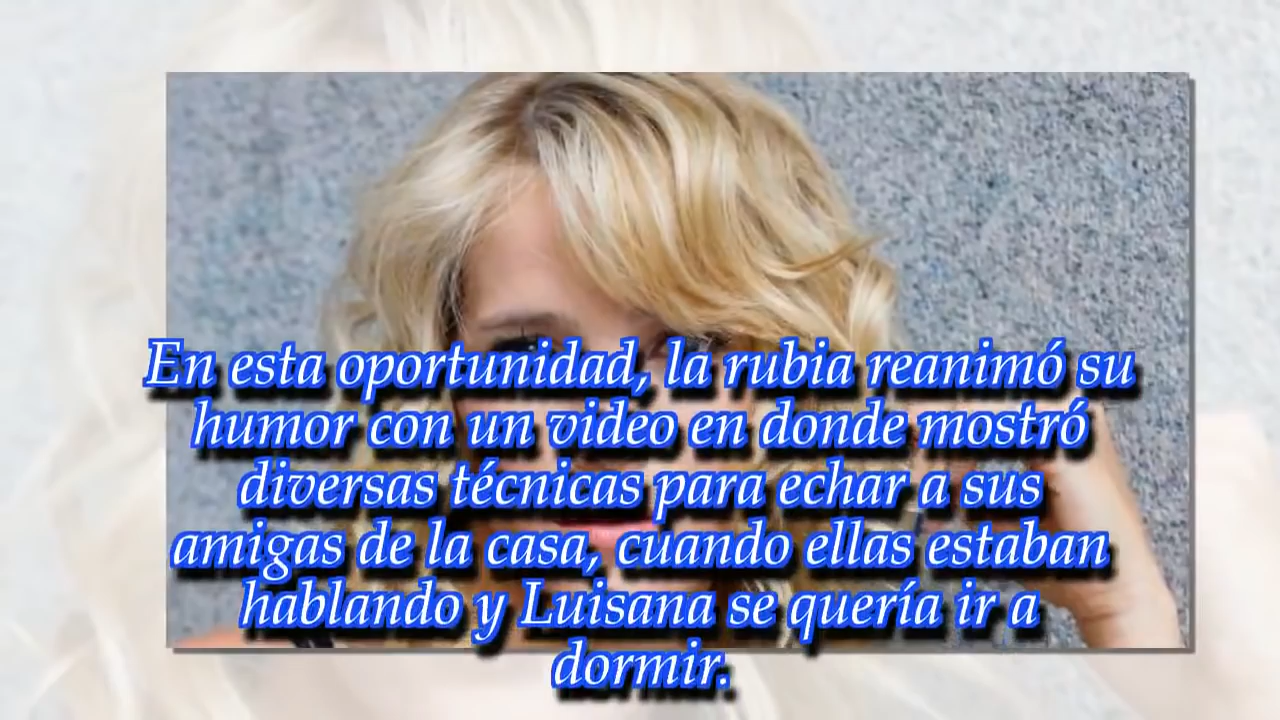 En esta oportunidad, la rubia reanimó su
humor con un video en donde mostró
diversas técnicas para echar a sus
amigas de la casa, cuando ellas estaban
hablando y Luisana se quería ir a
dormir.